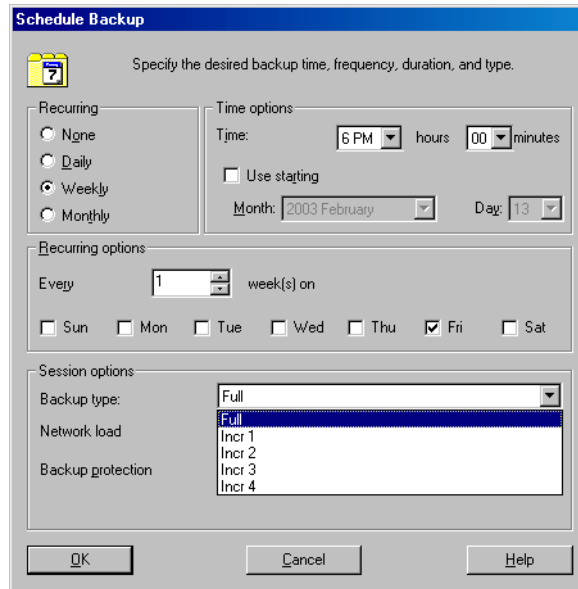 Schedule Backup
7
Specify the desired backup time, frequency, duration, and type.
Recurring
None
Daily
Weekly
Monthly
Time options
Time: 6 PM hours 00 minutes
Use starting
Month: 2003 February Day: 13
Recurring options
Every 1 week(s) on
Sun Mon Tue Wed Thu Fri Sat
Session options
Backup type: Full
Full
Network load
Incr 1
Incr 2
Backup protection
Incr 3
Incr 4
OK Cancel Help